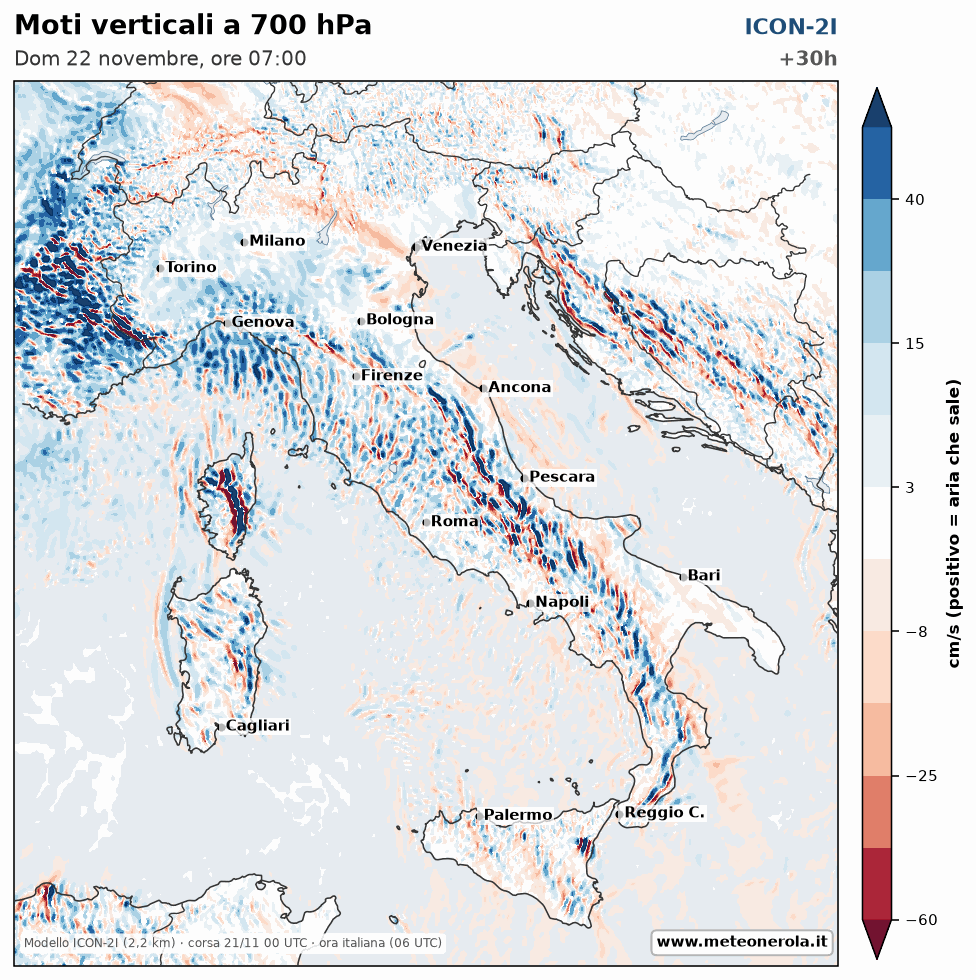 Moti verticali a 700 hPa
ICON-2I
Dom 22 novembre, ore 07:00
+30h
Milano
Venezia
Torino
Genova
Bologna
Firenze
Ancona
Pescara
Roma
Bari
Napoli
Cagliari
Palermo
Reggio C.
40
15
3
−8
−25
−60
cm/s (positivo = aria che sale)
Modello ICON-2I (2,2 km) · corsa 21/11 00 UTC · ora italiana (06 UTC)
www.meteonerola.it